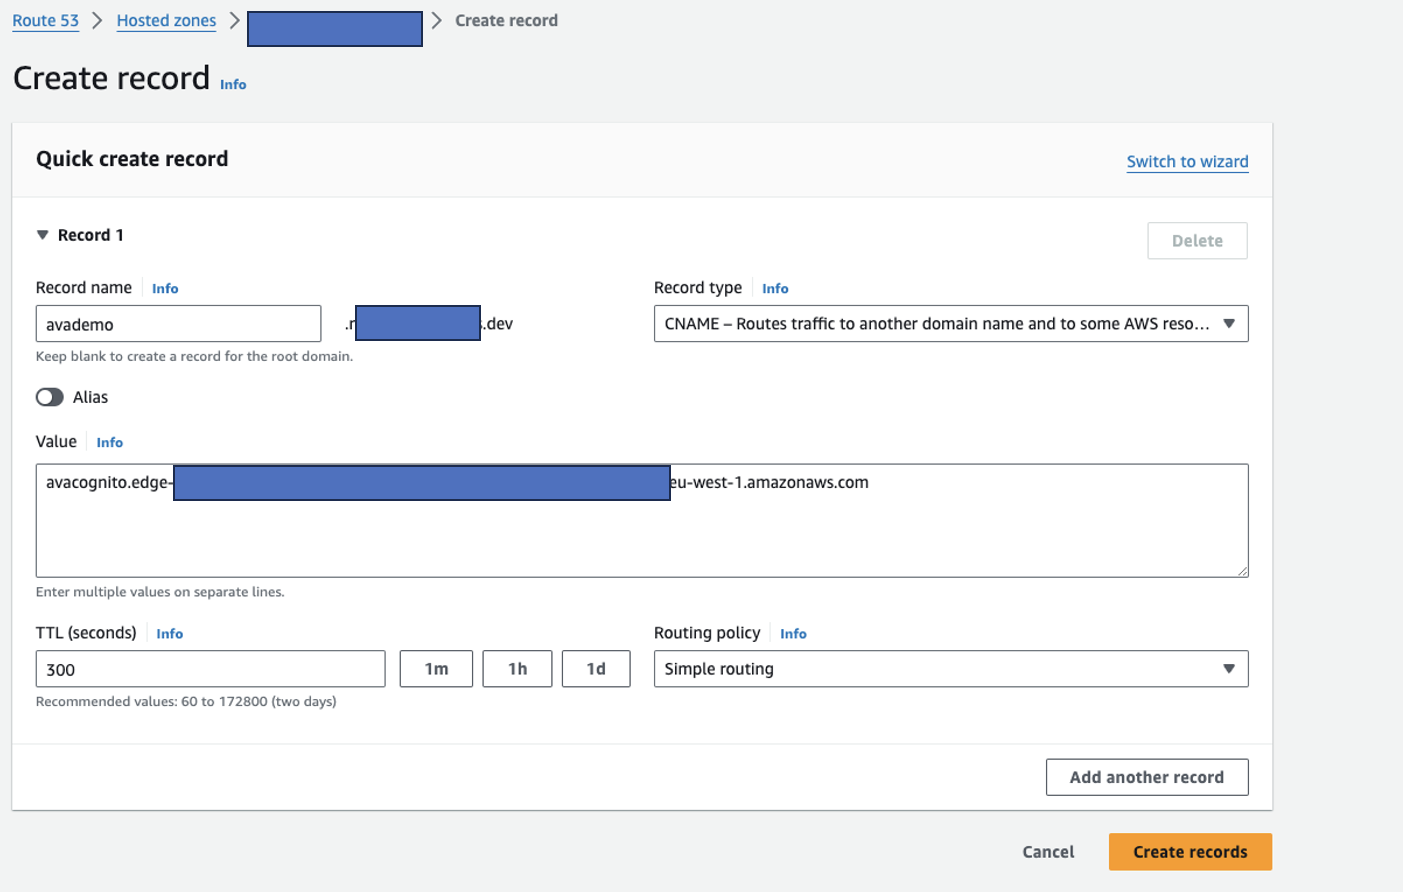 Route 53 > Hosted zones > > Create record
Create record Info
Quick create record
Switch to wizard
Record 1
Delete
Record name Info
Record type Info
avademo
.r .dev
CNAME – Routes traffic to another domain name and to some AWS reso...
Keep blank to create a record for the root domain.
Alias
Value Info
avacognito.edge- eu-west-1.amazonaws.com
Enter multiple values on separate lines.
TTL (seconds) Info
Routing policy Info
300
1m
1h
1d
Simple routing
Recommended values: 60 to 172800 (two days)
Add another record
Cancel
Create records